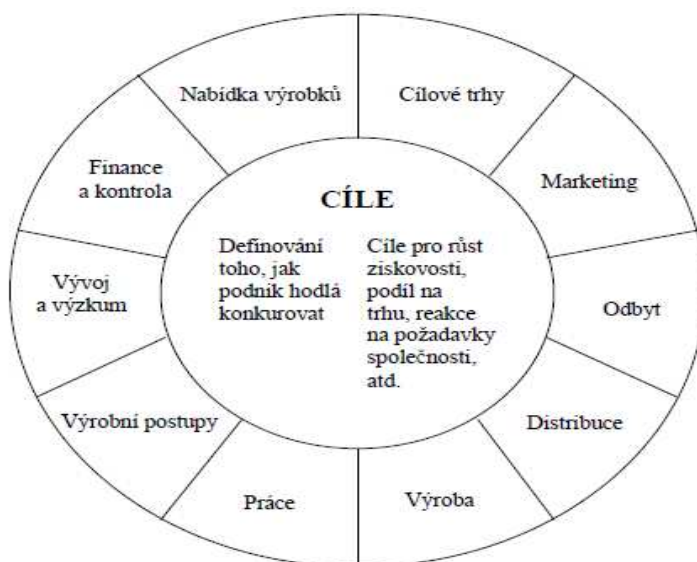 Nabídka výrobků
Cílové trhy
Marketing
Odbyt
Distribuce
Výroba
Práce
Výrobní postupy
Vývoj
a výzkum
Finance
a kontrola
CÍLE
Definování
toho, jak
podnik hodlá
konkurovat
Cíle pro růst
ziskovosti,
podíl na
trhu, reakce
na požadavky
společnosti,
atd.